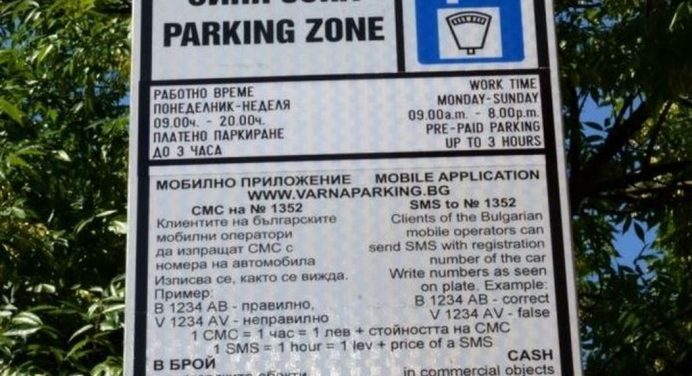 PARKING ZONE
РАБОТНО ВРЕМЕ
ПОНЕДЕЛНИК-НЕДЕЛЯ
09.00ч. - 20.00ч.
ПЛАТЕНО ПАРКИРАНЕ
ДО 3 ЧАСА
WORK TIME
MONDAY-SUNDAY
09.00a.m. - 8.00p.m.
PRE-PAID PARKING
UP TO 3 HOURS
МОБИЛНО ПРИЛОЖЕНИЕ MOBILE APPLICATION
WWW.VARNAPARKING.BG
СМС на № 1352
Клиентите на българските
мобилни оператори
да изпращат СМС с
номера на автомобила
Изписва се, както се вижда.
Пример:
В 1234 АВ - правилно,
V 1234 AV - неправилно
SMS to № 1352
Clients of the Bulgarian
mobile operators can
send SMS with registration
number of the car
Write numbers as seen
on plate. Example:
B 1234 AB - correct
V 1234 AV - false
1 СМС = 1 час = 1 лев + стойността на СМС
1 SMS = 1 hour = 1 lev + price of a SMS
В БРОЙ
CASH
in commercial objects